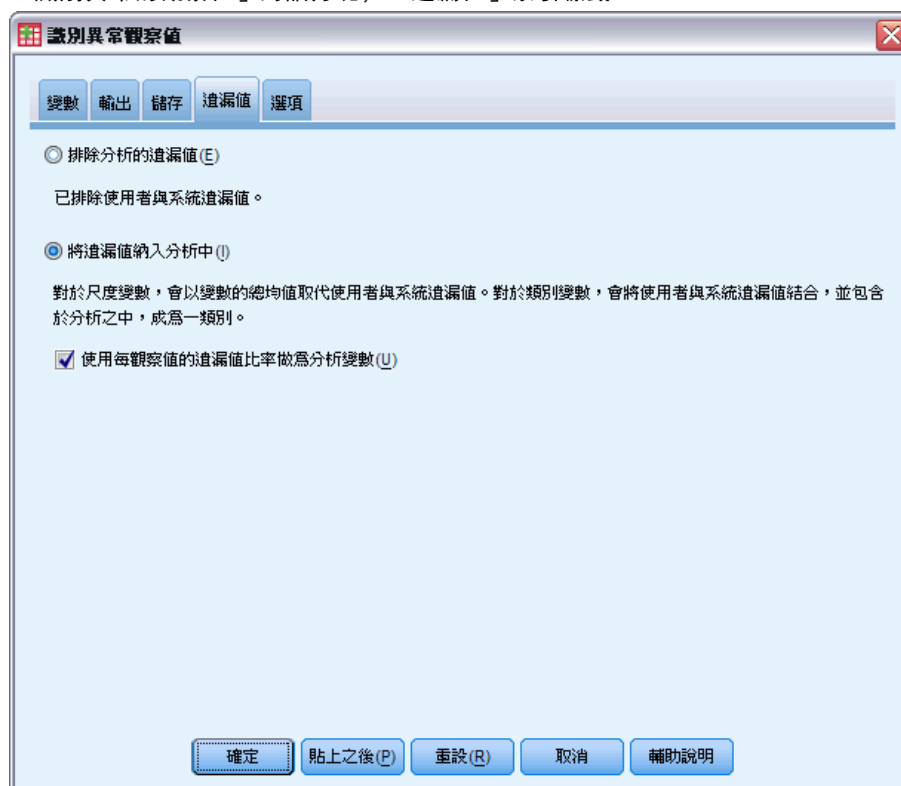 識別異常觀察值
變數 輸出 儲存 遺漏值 選項
排除分析的遺漏值(E)
已排除使用者與系統遺漏值。
將遺漏值納入分析中(I)
對於尺度變數,會以變數的總均值取代使用者與系統遺漏值。對於類別變數,會將使用者與系統遺漏值結合,並包含
於分析之中,成為一類別。
使用每觀察值的遺漏值比率做為分析變數(U)
確定 貼上之後(P) 重設(R) 取消 輔助說明